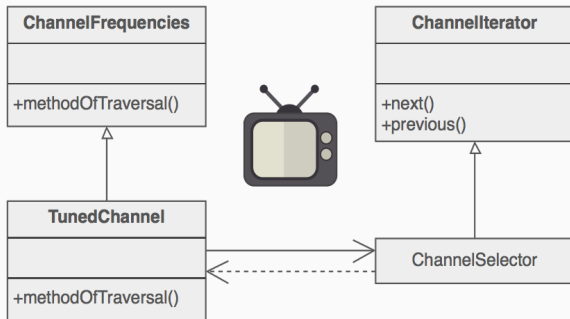 ChannelFrequencies
+methodOfTraversal()
ChannelIterator
+next()
+previous()
TunedChannel
+methodOfTraversal()
ChannelSelector